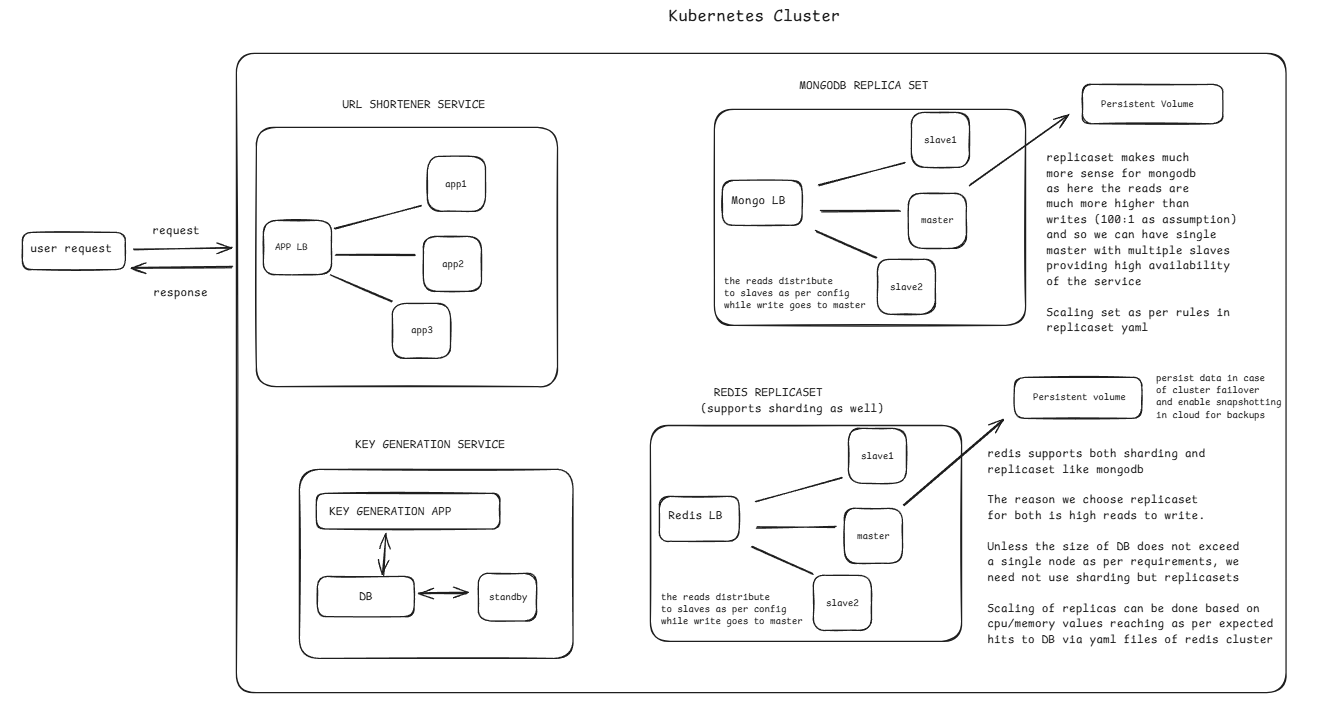 Kubernetes Cluster
URL SHORTENER SERVICE
app1
APP LB
app2
app3
user request
request
response
KEY GENERATION SERVICE
KEY GENERATION APP
DB
standby
MONGODB REPLICA SET
slave1
Mongo LB
master
slave2
the reads distribute
to slaves as per config
while write goes to master
Persistent Volume
replicaset makes much
more sense for mongodb
as here the reads are
much more higher than
writes (100:1 as assumption)
and so we can have single
master with multiple slaves
providing high availability
of the service
Scaling set as per rules in
replicaset yaml
REDIS REPLICASET
(supports sharding as well)
slave1
Redis LB
master
slave2
the reads distribute
to slaves as per config
while write goes to master
Persistent volume
persist data in case
of cluster failover
and enable snapshotting
in cloud for backups
redis supports both sharding and
replicaset like mongodb
The reason we choose replicaset
for both is high reads to write.
Unless the size of DB does not exceed
a single node as per requirements, we
need not use sharding but replicasets
Scaling of replicas can be done based on
cpu/memory values reaching as per expected
hits to DB via yaml files of redis cluster